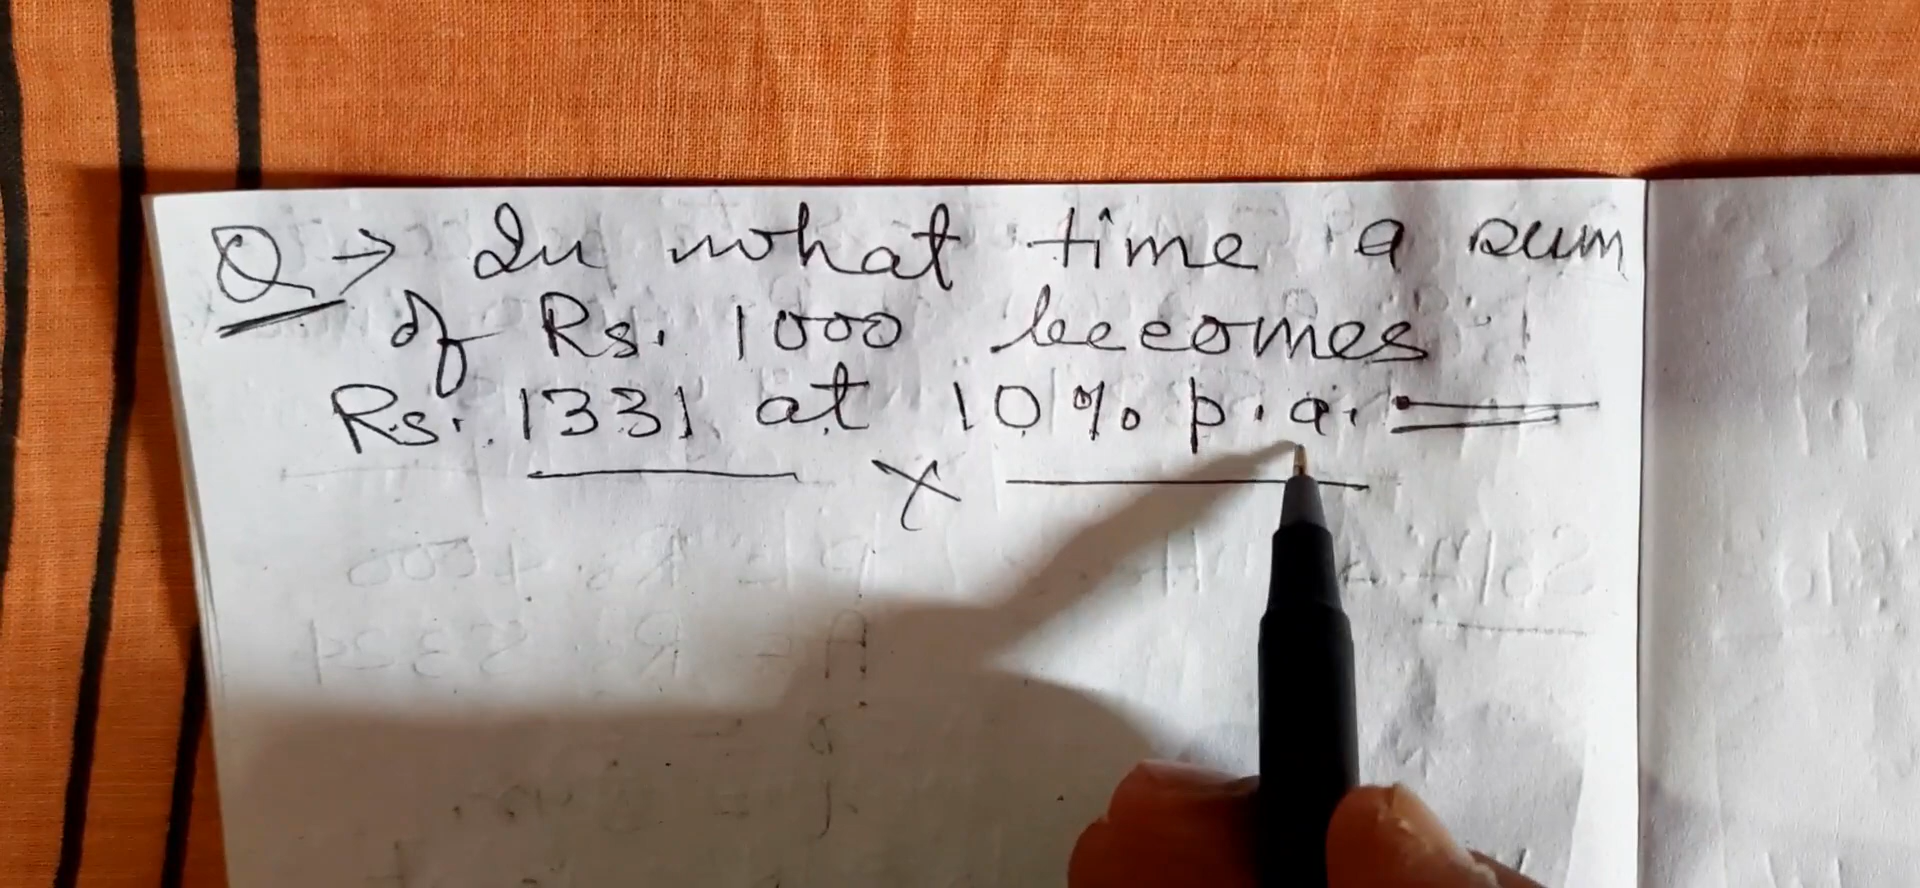 Q→ In what time a sum
of Rs. 1000 becomes
Rs. 1331 at 10% p.a.
×